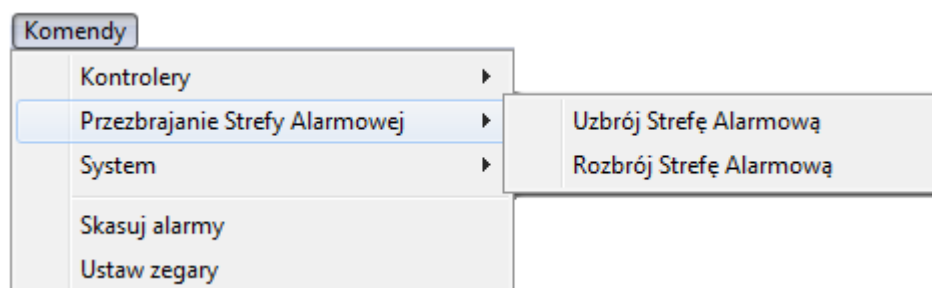 Komendy
Kontrolery
Przezbrajanie Strefy Alarmowej
Uzbrój Strefę Alarmową
System
Rozbrój Strefę Alarmową
Skasuj alarmy
Ustaw zegary